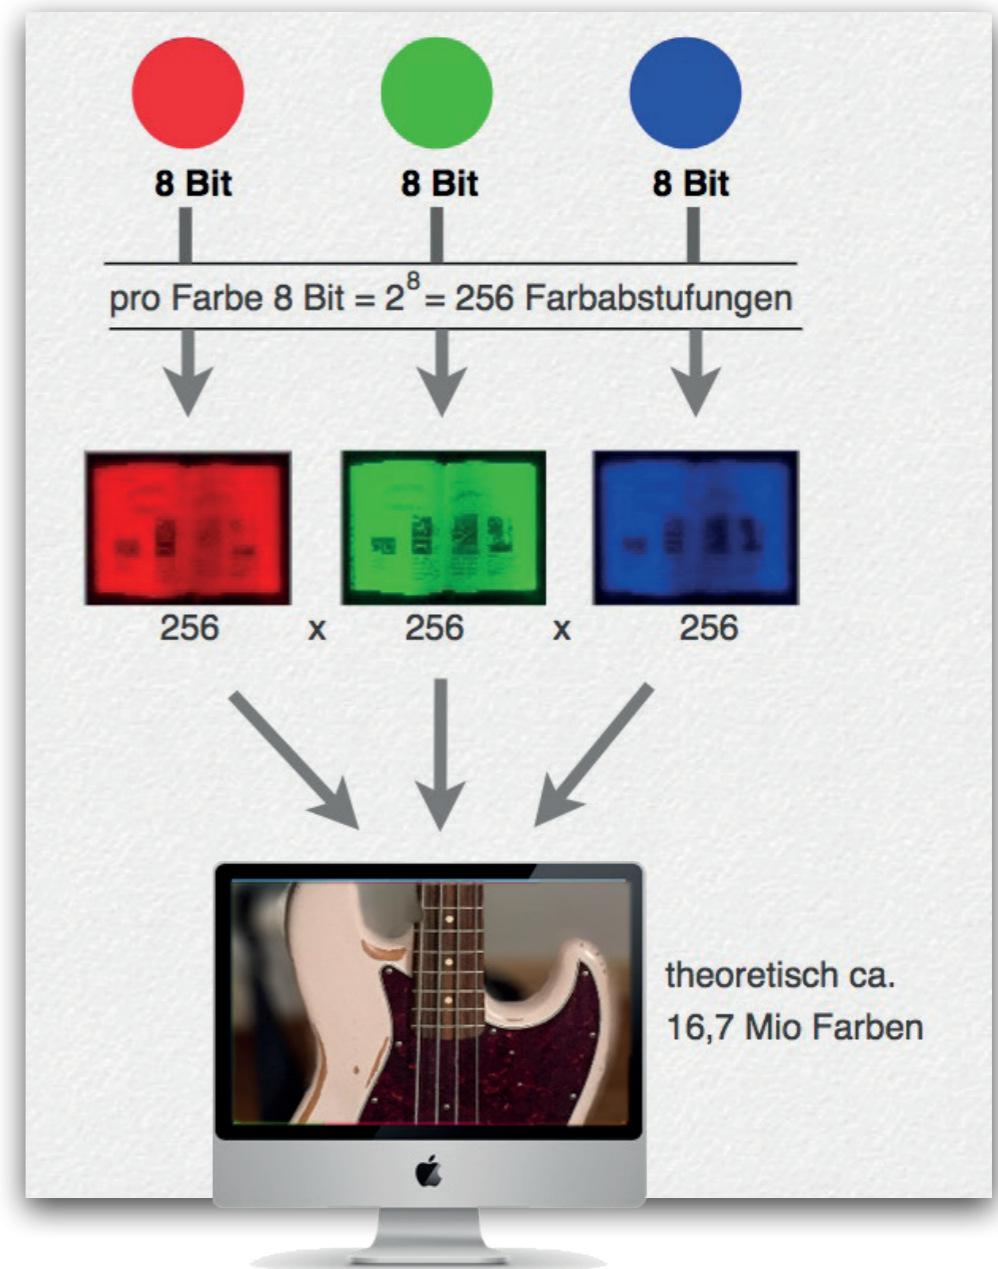 8 Bit 8 Bit 8 Bit
pro Farbe 8 Bit = 2⁸ = 256 Farbabstufungen
256 x 256 x 256
theoretisch ca.
16,7 Mio Farben